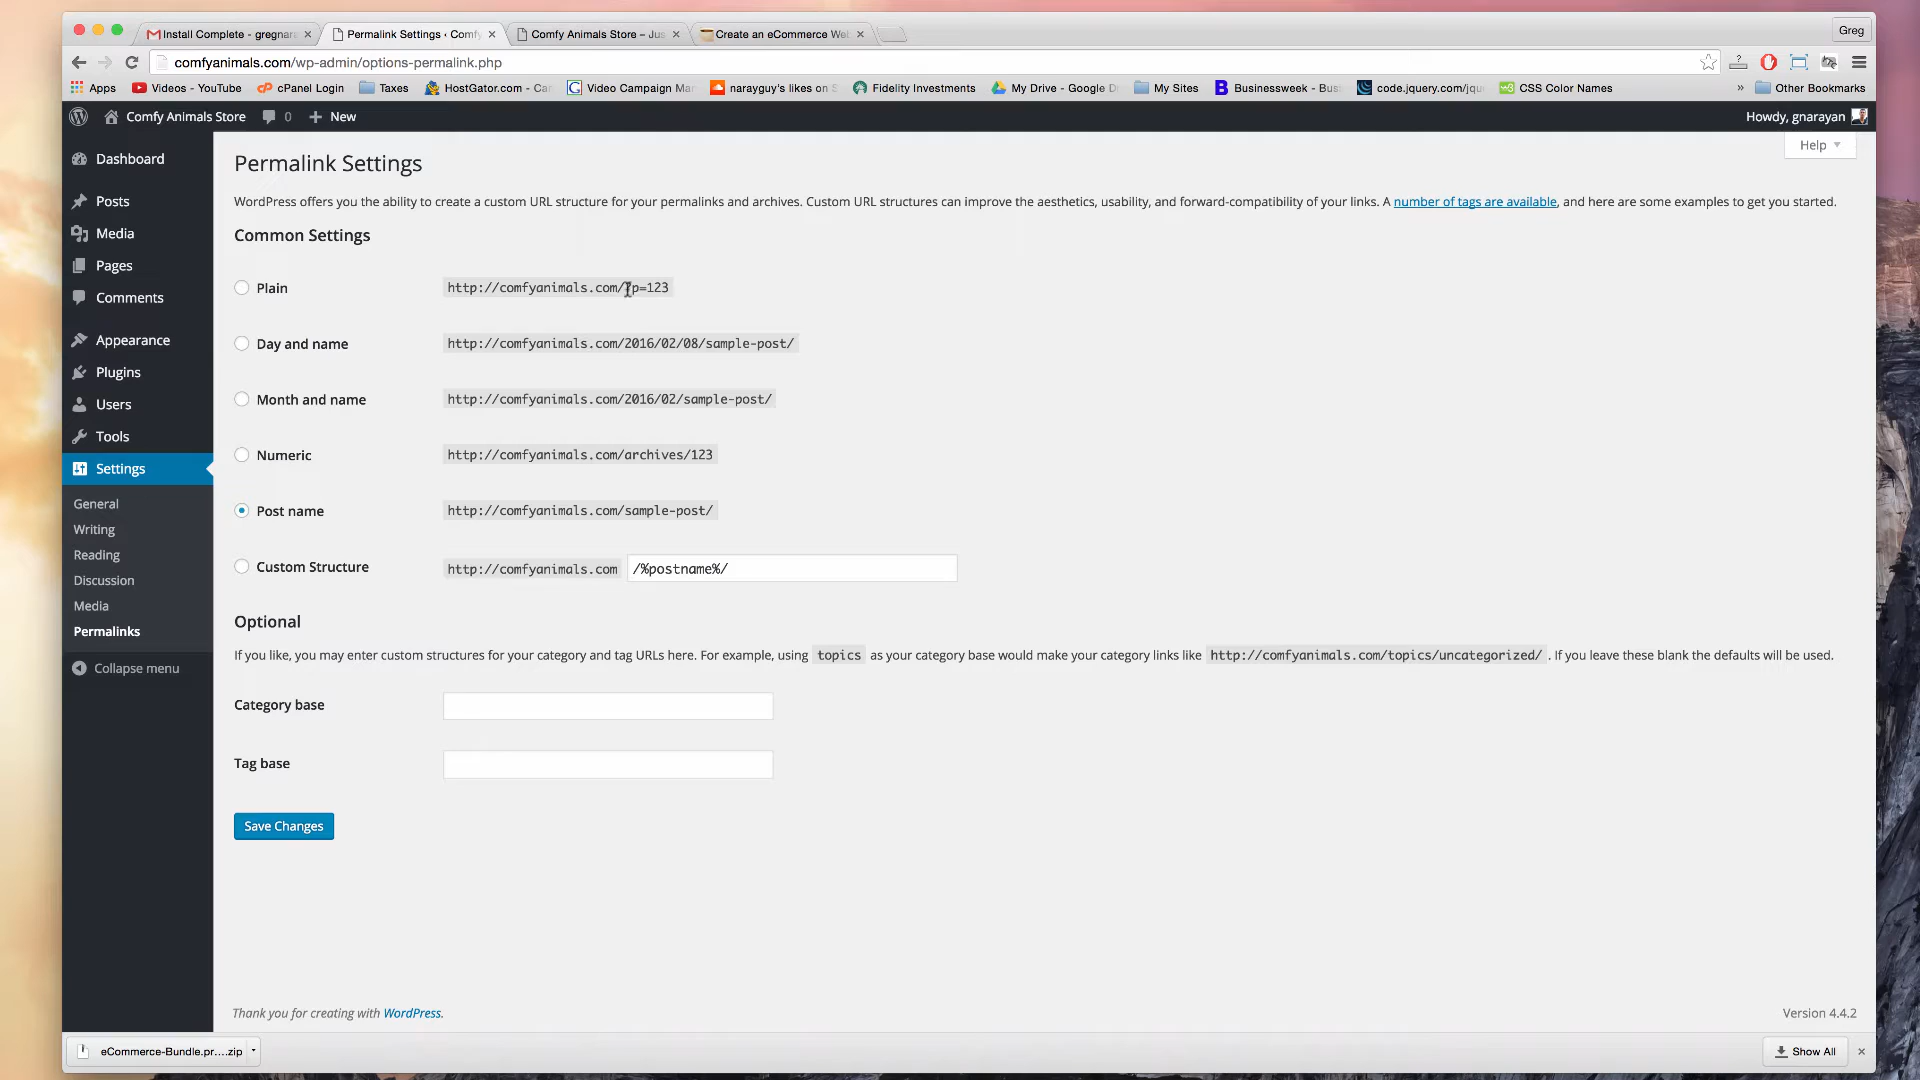 Install Complete - gregnara
Permalink Settings ‹ Comfy
Comfy Animals Store – Jus
Create an eCommerce Web
Greg
comfyanimals.com/wp-admin/options-permalink.php
Apps
Videos - YouTube
cPanel Login
Taxes
HostGator.com - Ca
Video Campaign Ma
narayguy's likes on S
Fidelity Investments
My Drive - Google D
My Sites
Businessweek - Bus
code.jquery.com/jqu
CSS Color Names
»
Other Bookmarks
Comfy Animals Store
0
+ New
Howdy, gnarayan
Help
Dashboard
Posts
Media
Pages
Comments
Appearance
Plugins
Users
Tools
Settings
General
Writing
Reading
Discussion
Media
Permalinks
Collapse menu
Permalink Settings
WordPress offers you the ability to create a custom URL structure for your permalinks and archives. Custom URL structures can improve the aesthetics, usability, and forward-compatibility of your links. A number of tags are available, and here are some examples to get you started.
Common Settings
Plain http://comfyanimals.com/?p=123
Day and name http://comfyanimals.com/2016/02/08/sample-post/
Month and name http://comfyanimals.com/2016/02/sample-post/
Numeric http://comfyanimals.com/archives/123
Post name http://comfyanimals.com/sample-post/
Custom Structure http://comfyanimals.com /%postname%/
Optional
If you like, you may enter custom structures for your category and tag URLs here. For example, using topics as your category base would make your category links like http://comfyanimals.com/topics/uncategorized/ . If you leave these blank the defaults will be used.
Category base
Tag base
Save Changes
Thank you for creating with WordPress.
Version 4.4.2
eCommerce-Bundle.pr....zip
Show All